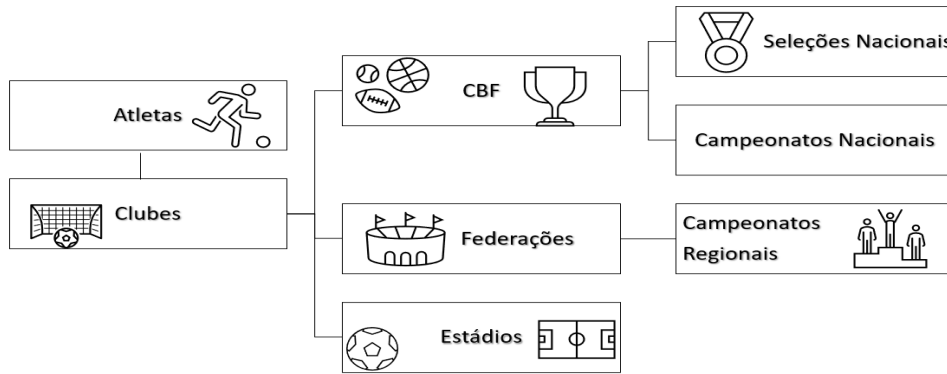 Atletas
Clubes
CBF
Federações
Estádios
Seleções Nacionais
Campeonatos Nacionais
Campeonatos
Regionais